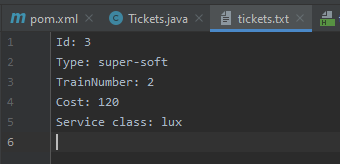 pom.xml Tickets.java tickets.txt
1 Id: 3
2 Type: super-soft
3 TrainNumber: 2
4 Cost: 120
5 Service class: lux
6